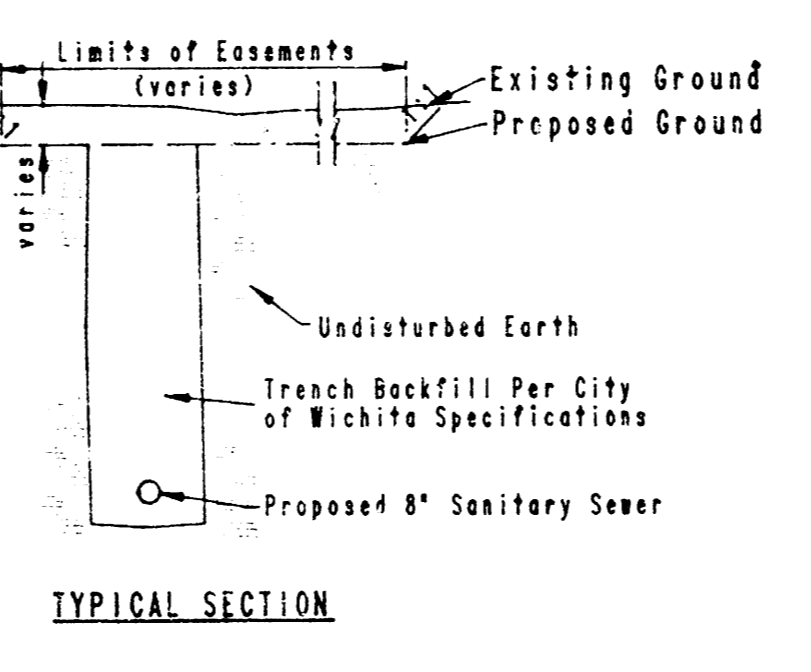 Limits of Easements
(varies)
Existing Ground
Proposed Ground
varies
Undisturbed Earth
Trench Backfill Per City
of Wichita Specifications
Proposed 8" Sanitary Sewer
TYPICAL SECTION